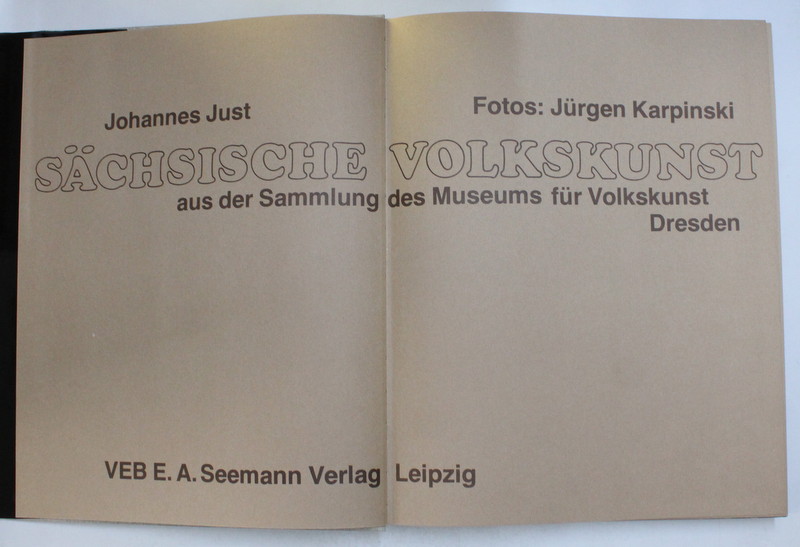 Johannes Just
Fotos: Jürgen Karpinski
SÄCHSISCHE VOLKSKUNST
aus der Sammlung des Museums für Volkskunst
Dresden
VEB E. A. Seemann Verlag Leipzig